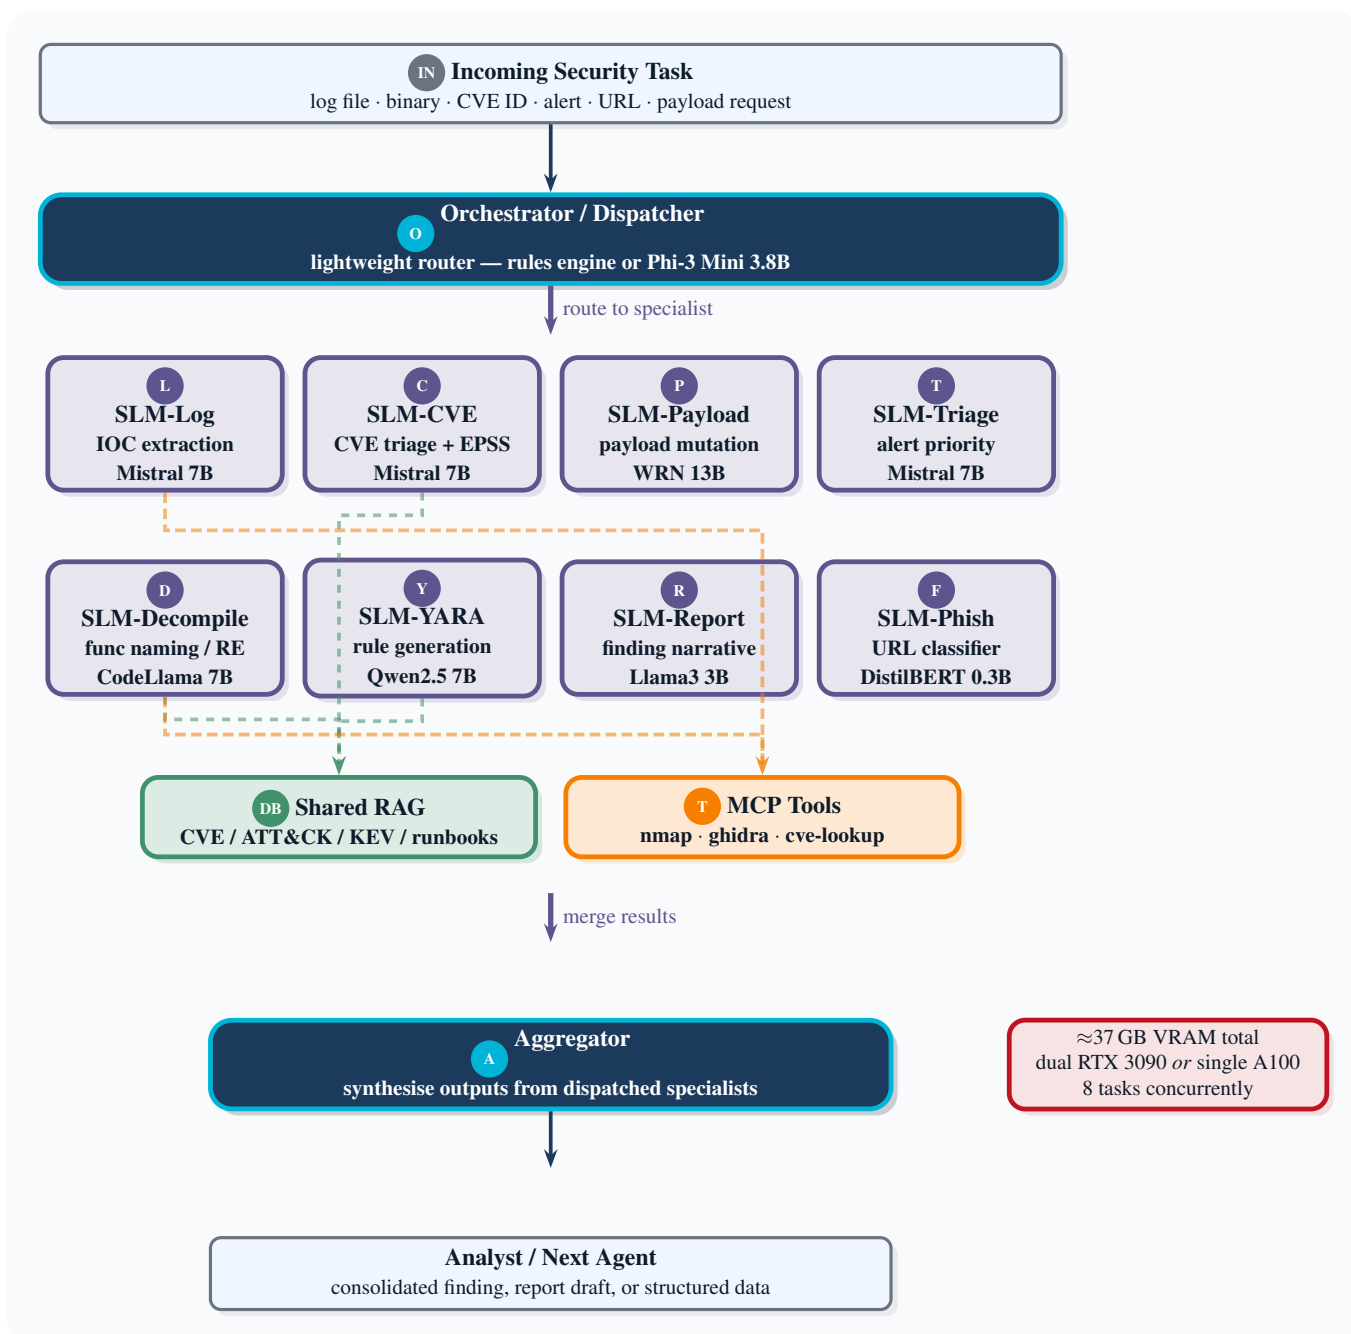 IN Incoming Security Task
log file · binary · CVE ID · alert · URL · payload request
Orchestrator / Dispatcher
O
lightweight router — rules engine or Phi-3 Mini 3.8B
route to specialist
L
SLM-Log
IOC extraction
Mistral 7B
C
SLM-CVE
CVE triage + EPSS
Mistral 7B
P
SLM-Payload
payload mutation
WRN 13B
T
SLM-Triage
alert priority
Mistral 7B
D
SLM-Decompile
func naming / RE
CodeLlama 7B
Y
SLM-YARA
rule generation
Qwen2.5 7B
R
SLM-Report
finding narrative
Llama3 3B
F
SLM-Phish
URL classifier
DistilBERT 0.3B
DB Shared RAG
CVE / ATT&CK / KEV / runbooks
T MCP Tools
nmap · ghidra · cve-lookup
merge results
Aggregator
A
synthesise outputs from dispatched specialists
≈37 GB VRAM total
dual RTX 3090 or single A100
8 tasks concurrently
Analyst / Next Agent
consolidated finding, report draft, or structured data